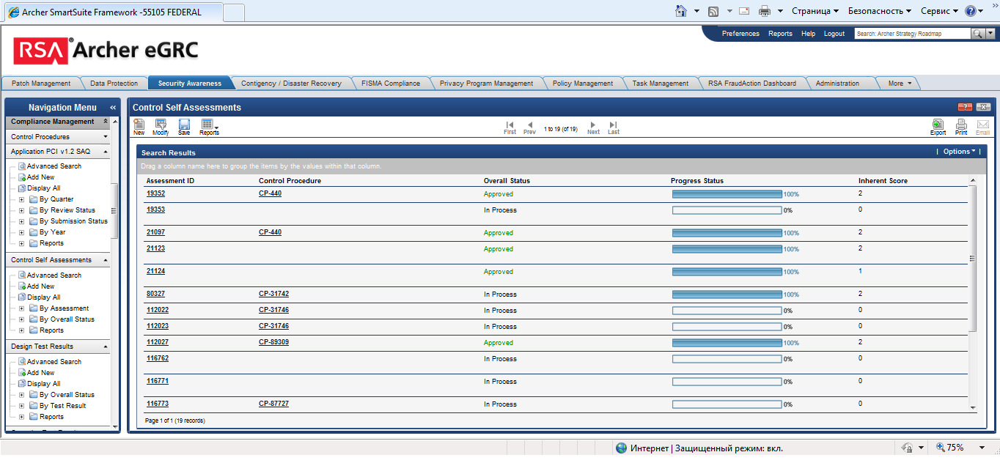 Archer SmartSuite Framework -55105 FEDERAL
Страница Безопасность Сервис
Preferences Reports Help Logout Search: Archer Strategy Roadmap
RSA Archer eGRC
Patch Management Data Protection Security Awareness Contigency / Disaster Recovery FISMA Compliance Privacy Program Management Policy Management Task Management RSA FraudAction Dashboard Administration More
Navigation Menu «
Compliance Management
Control Procedures
Application PCI v1.2 SAQ
Advanced Search
Add New
Display All
By Quarter
By Review Status
By Submission Status
By Year
Reports
Control Self Assessments
Advanced Search
Add New
Display All
By Assessment
By Overall Status
Reports
Design Test Results
Advanced Search
Add New
Display All
By Overall Status
By Test Result
Reports
Control Self Assessments
New Modify Save Reports First Prev 1 to 19 (of 19) Next Last Export Print Email
Search Results | Options |
Drag a column name here to group the items by the values within that column.
Assessment ID Control Procedure Overall Status Progress Status Inherent Score
19352 CP-440 Approved 100% 2
19353 In Process 0% 0
21097 CP-440 Approved 100% 2
21123 Approved 100% 2
21124 Approved 100% 1
80327 CP-31742 In Process 100% 2
112022 CP-31746 In Process 0% 0
112023 CP-31746 In Process 0% 0
112027 CP-89309 Approved 100% 2
116762 In Process 0% 0
116771 In Process 0% 0
116773 CP-87727 In Process 0% 0
Page 1 of 1 (19 records)
Интернет | Защищенный режим: вкл.
75%